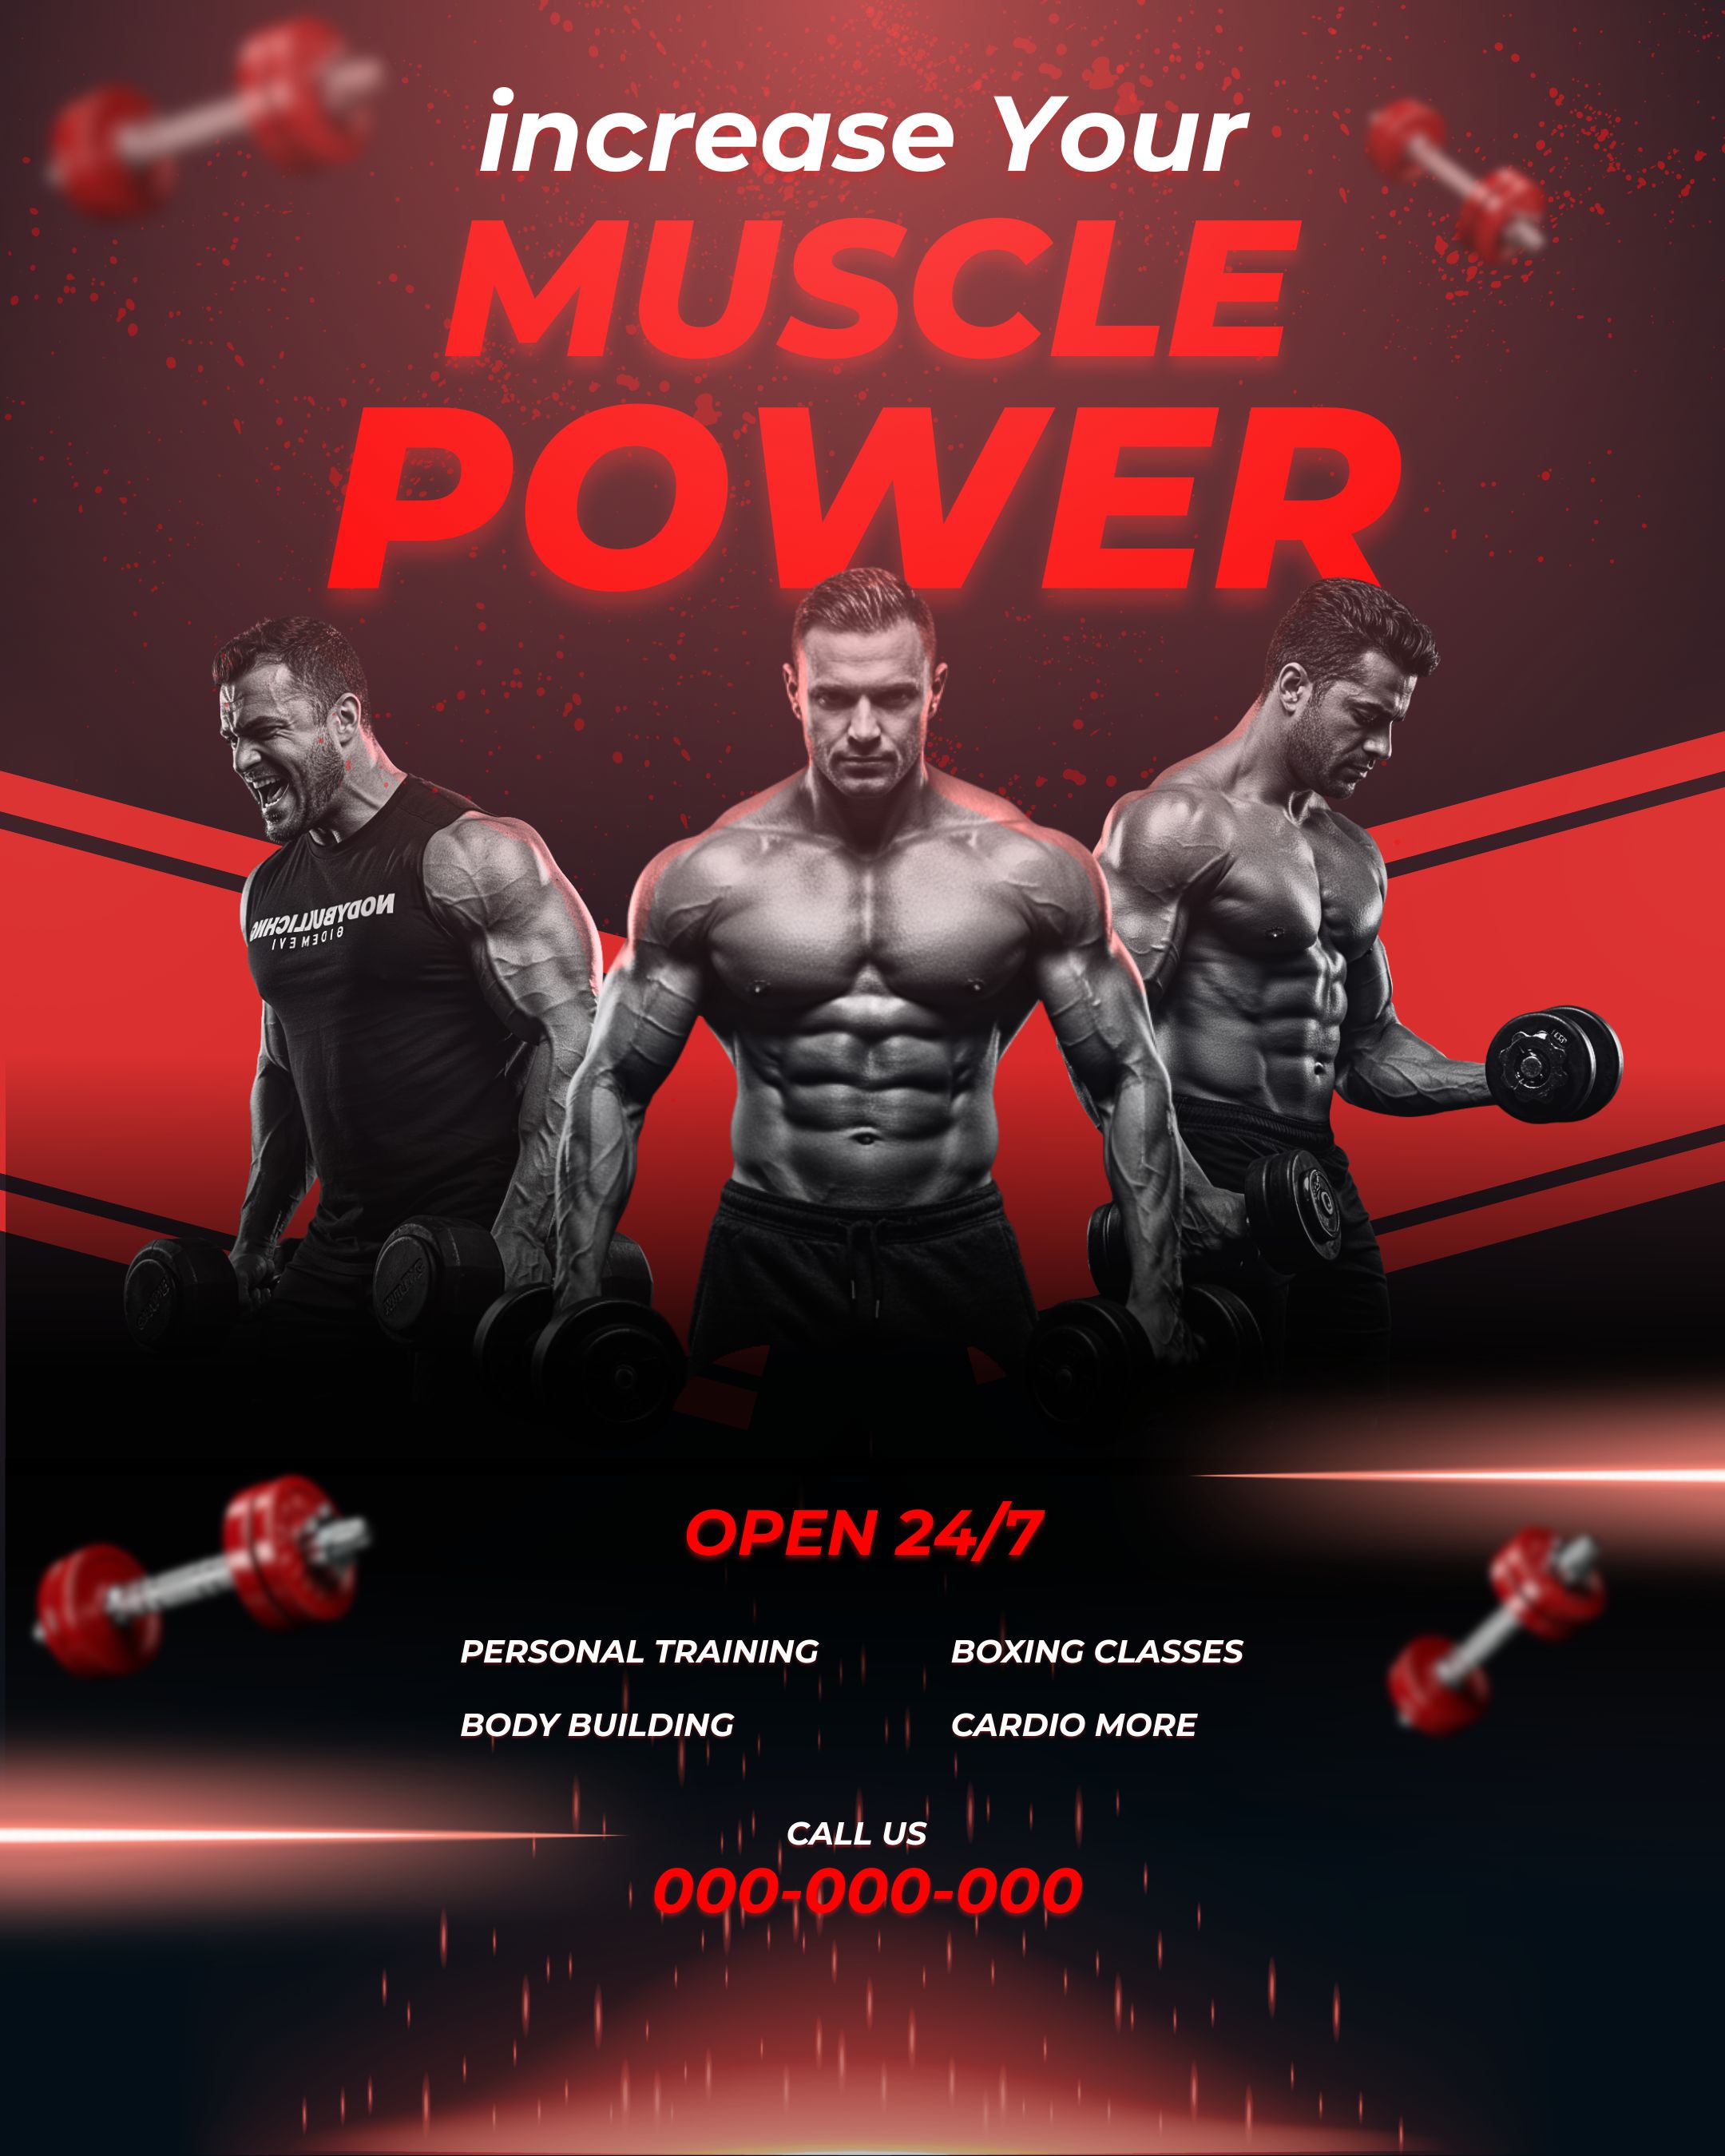 increase Your
MUSCLE
POWER
OPEN 24/7
PERSONAL TRAINING
BOXING CLASSES
BODY BUILDING
CARDIO MORE
CALL US
000-000-000